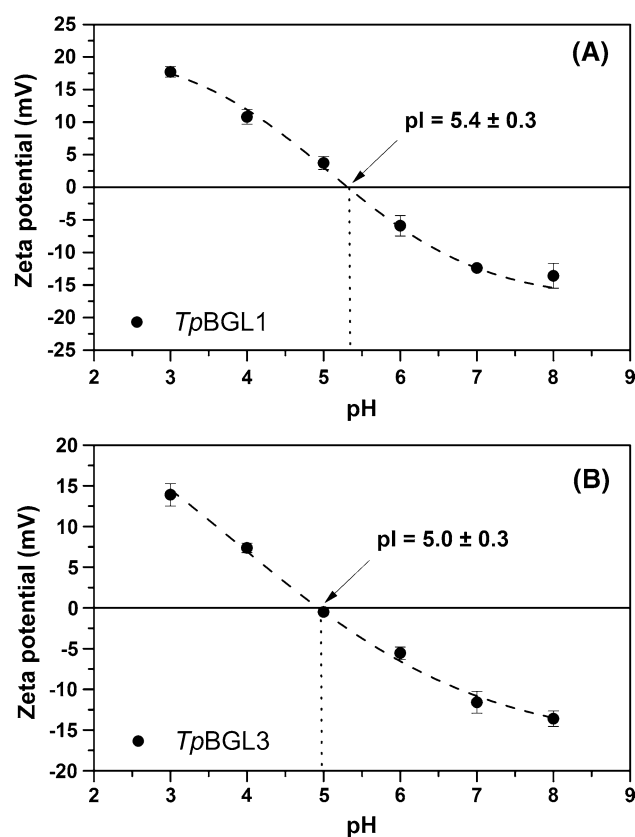 (A)
Zeta potential (mV)
25
20
15
10
5
0
-5
-10
-15
-20
-25
pI = 5.4 ± 0.3
TpBGL1
2 3 4 5 6 7 8 9
pH
(B)
Zeta potential (mV)
20
15
10
5
0
-5
-10
-15
-20
pI = 5.0 ± 0.3
TpBGL3
2 3 4 5 6 7 8 9
pH